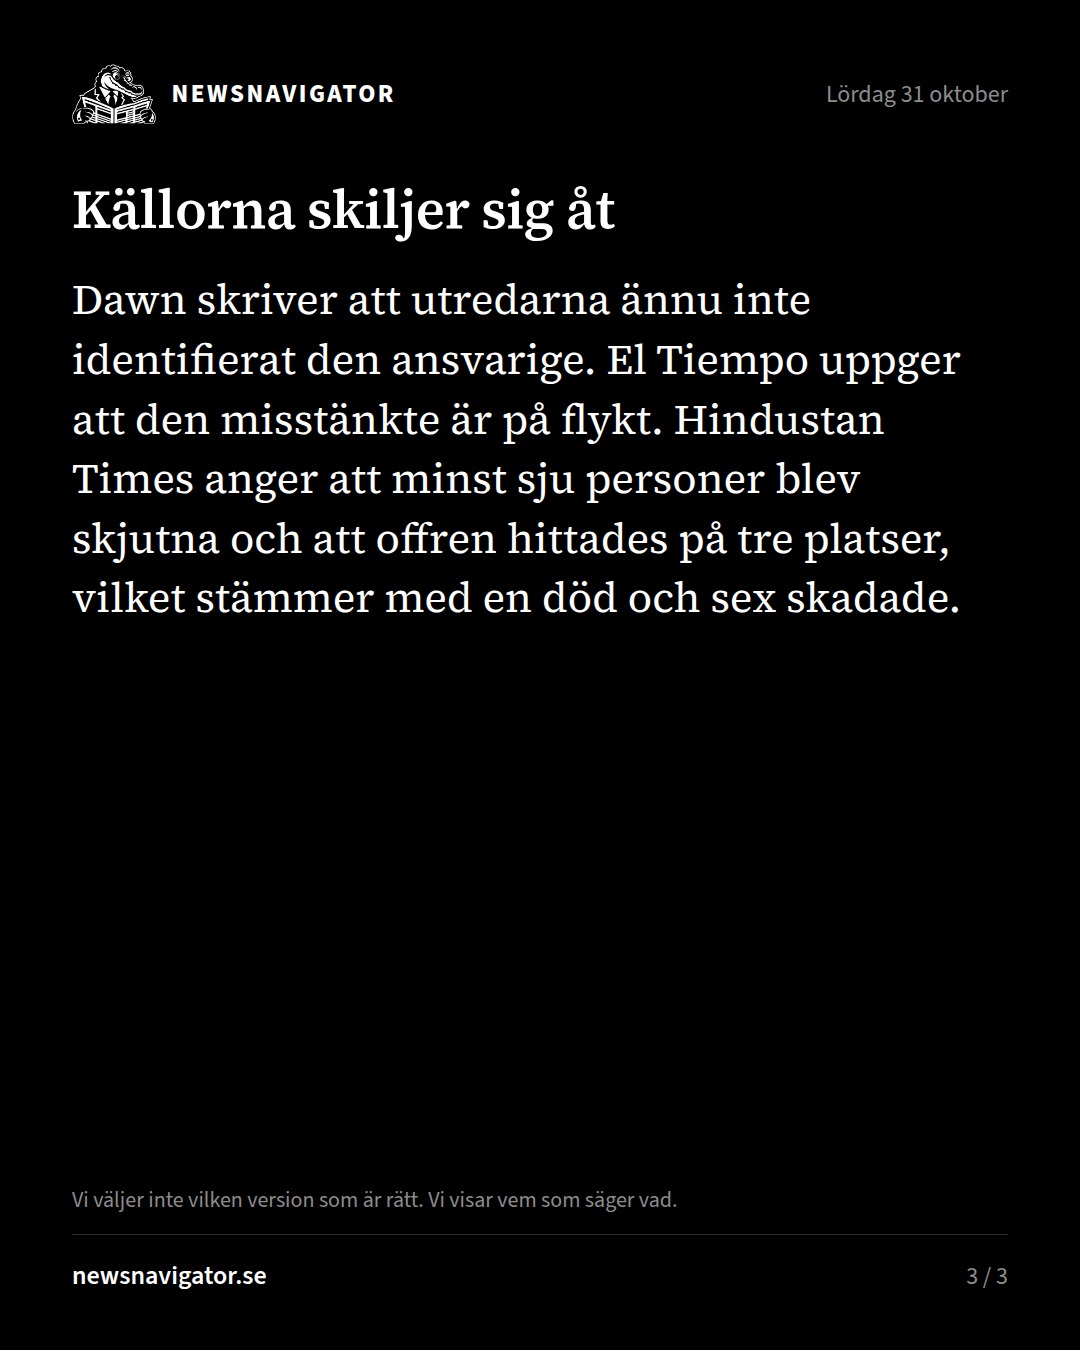 NEWSNAVIGATOR
Lördag 31 oktober
Källorna skiljer sig åt
Dawn skriver att utredarna ännu inte
identifierat den ansvarige. El Tiempo uppger
att den misstänkte är på flykt. Hindustan
Times anger att minst sju personer blev
skjutna och att offren hittades på tre platser,
vilket stämmer med en död och sex skadade.
Vi väljer inte vilken version som är rätt. Vi visar vem som säger vad.
newsnavigator.se
3 / 3